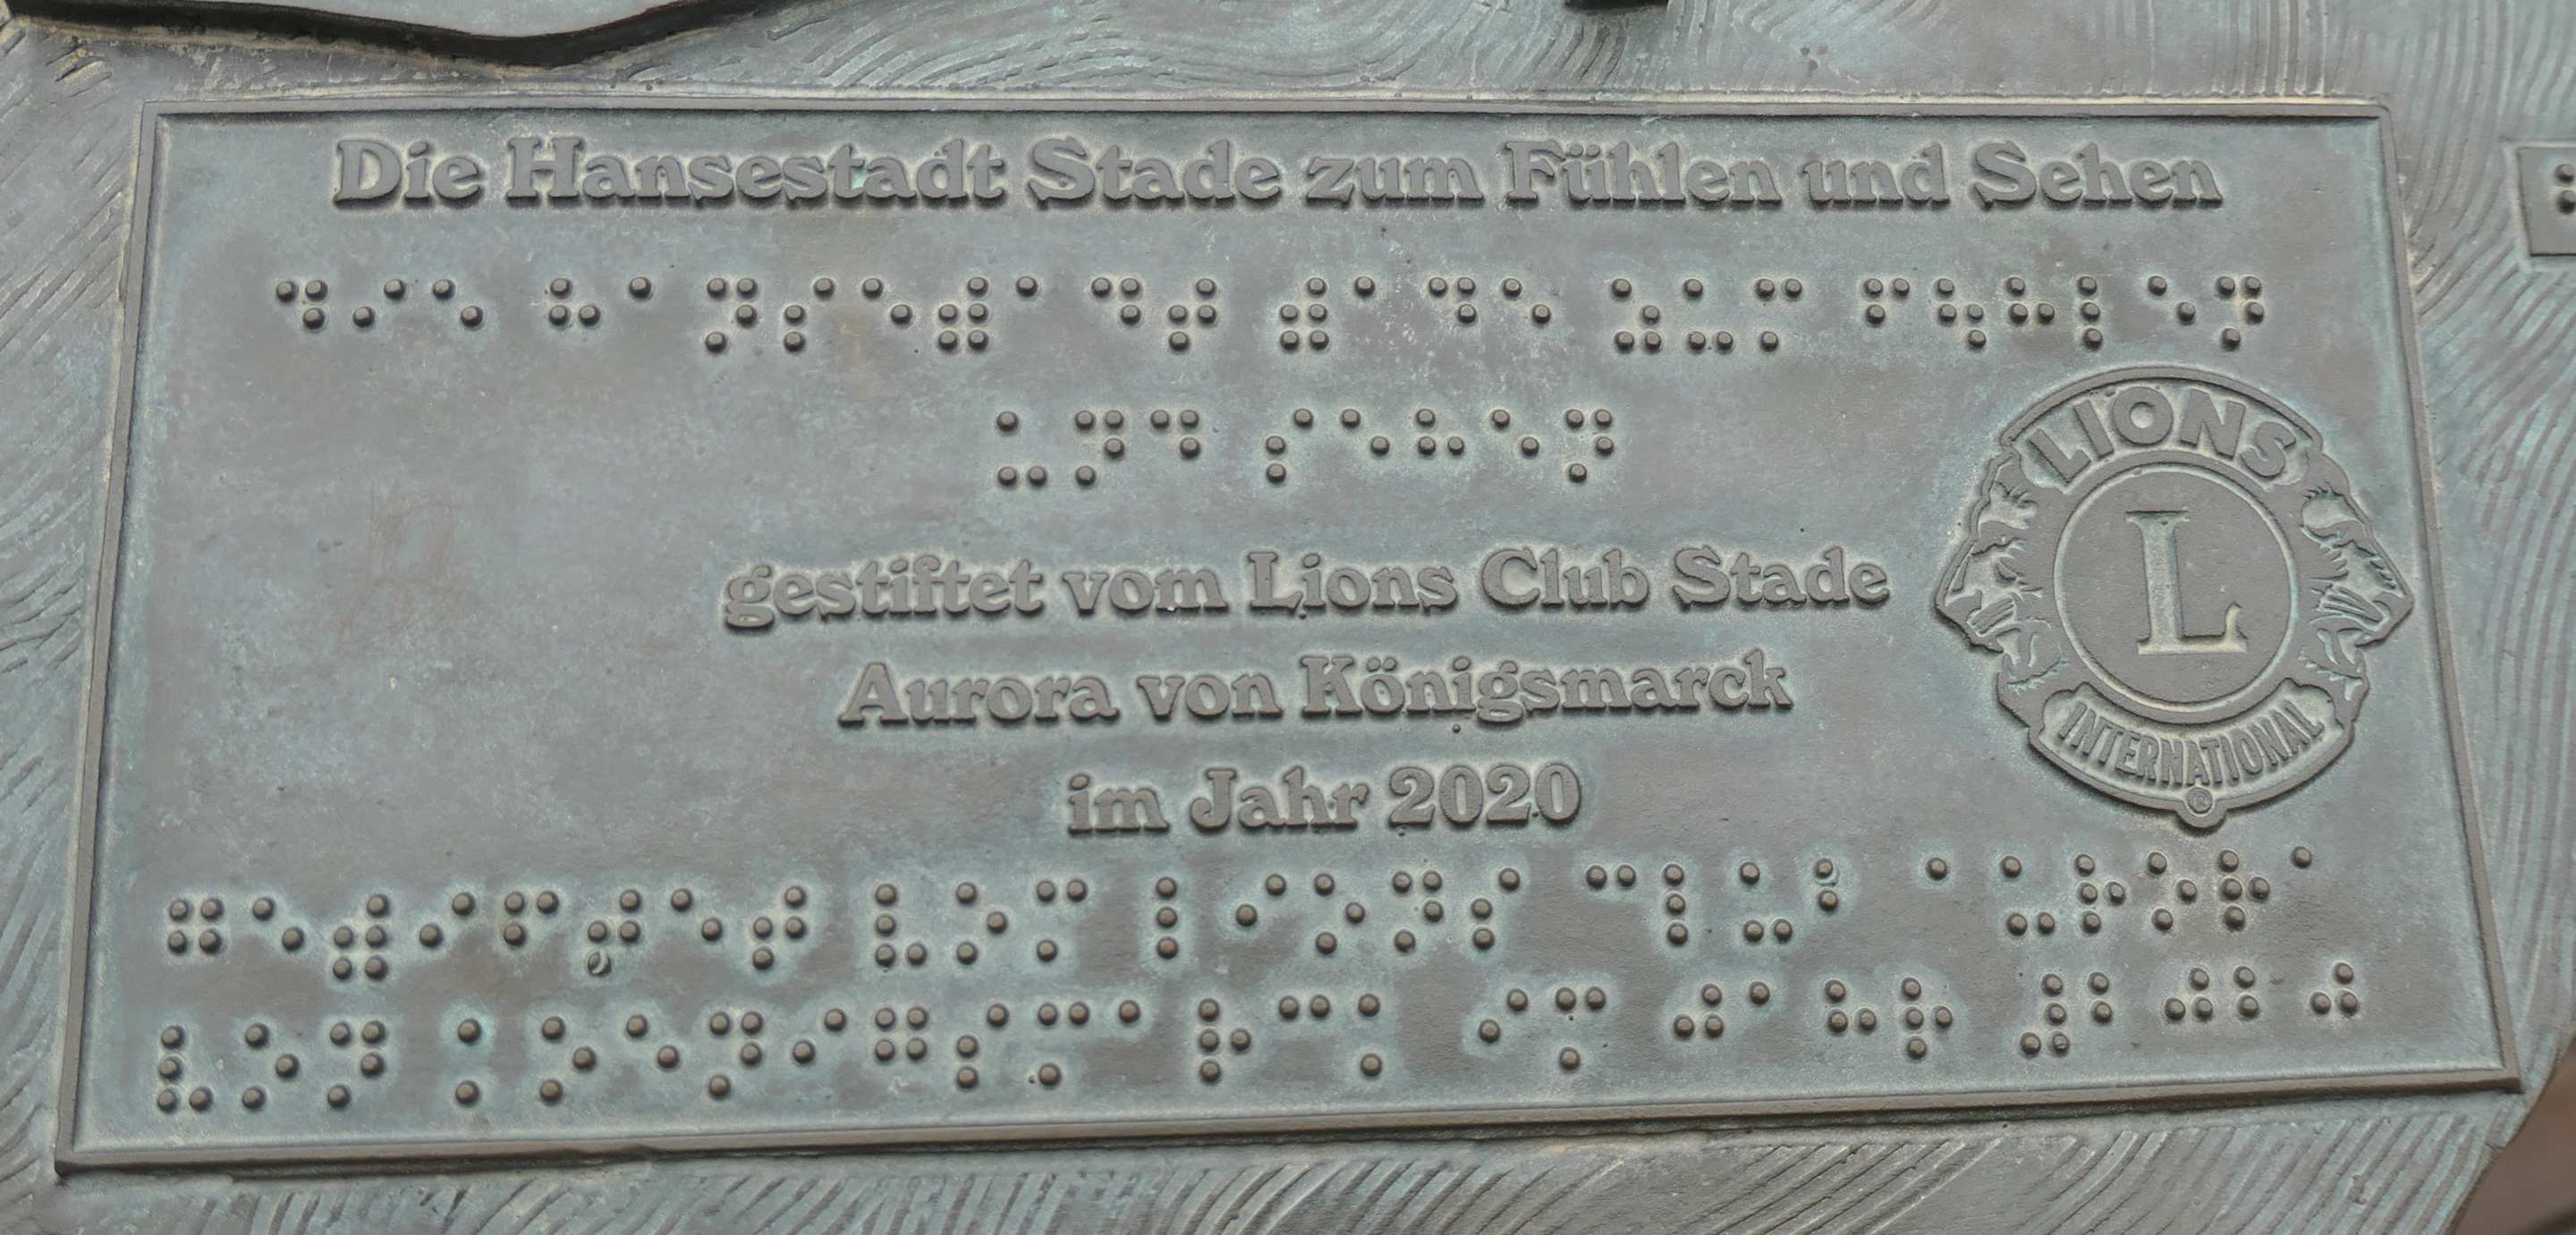 Die Hansestadt Stade zum Fühlen und Sehen
⠙⠊⠑ ⠓⠁⠝⠎⠑⠾⠁⠙⠞ ⠾⠁⠙⠑ ⠵⠥⠍ ⠋⠳⠓⠇⠑⠝
⠥⠝⠙ ⠎⠑⠓⠑⠝
gestiftet vom Lions Club Stade
Aurora von Königsmarck
im Jahr 2020
LIONS
L
INTERNATIONAL
®
⠛⠑⠾⠊⠋⠞⠑⠞ ⠧⠕⠍ ⠇⠊⠕⠝⠎ ⠉⠇⠥⠃ ⠁⠥⠗⠕⠗⠁
⠧⠕⠝ ⠅⠕⠑⠝⠊⠛⠎⠍⠁⠗⠉⠅ ⠊⠍ ⠚⠁⠓⠗ ⠼⠃⠚⠃⠚